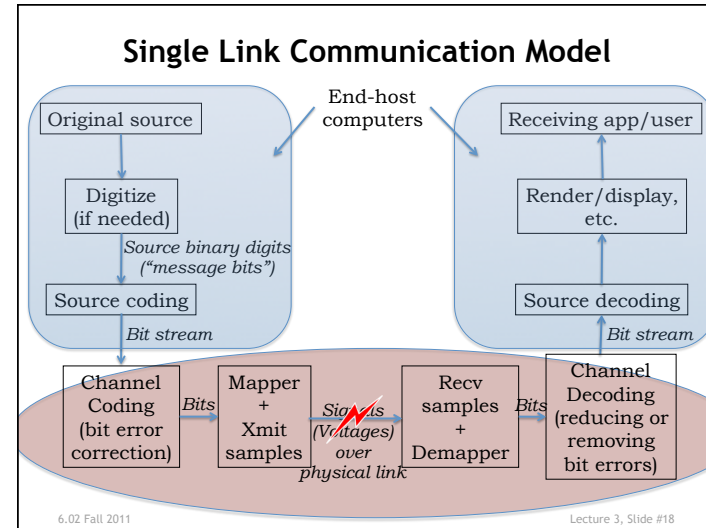 Single Link Communication Model
Original source
End-host
computers
Receiving app/user
Digitize
(if needed)
Render/display,
etc.
Source binary digits
("message bits")
Source coding
Source decoding
Bit stream
Bit stream
Channel
Coding
(bit error
correction)
Bits
Mapper
+
Xmit
samples
Signals
(Voltages)
over
physical link
Recv
samples
+
Demapper
Bits
Channel
Decoding
(reducing or
removing
bit errors)
6.02 Fall 2011
Lecture 3, Slide #18